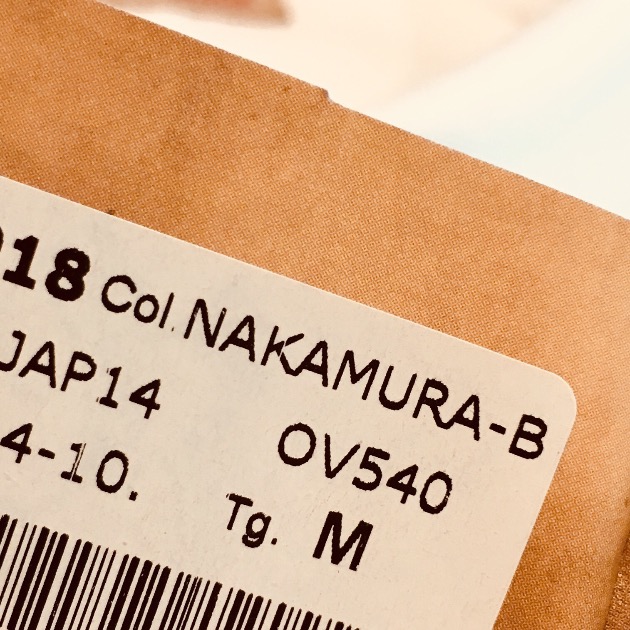 018 Col. NAKAMURA-B
JAP14 OV540
4-10. Tg. M